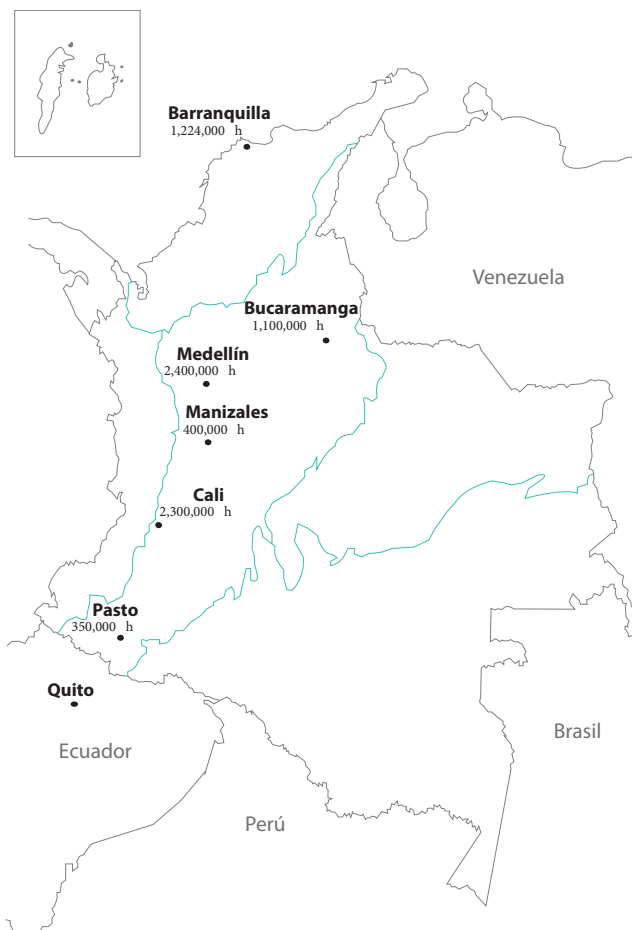 Barranquilla
1,224,000 h
Venezuela
Bucaramanga
1,100,000 h
Medellín
2,400,000 h
Manizales
400,000 h
Cali
2,300,000 h
Pasto
350,000 h
Quito
Ecuador
Brasil
Perú